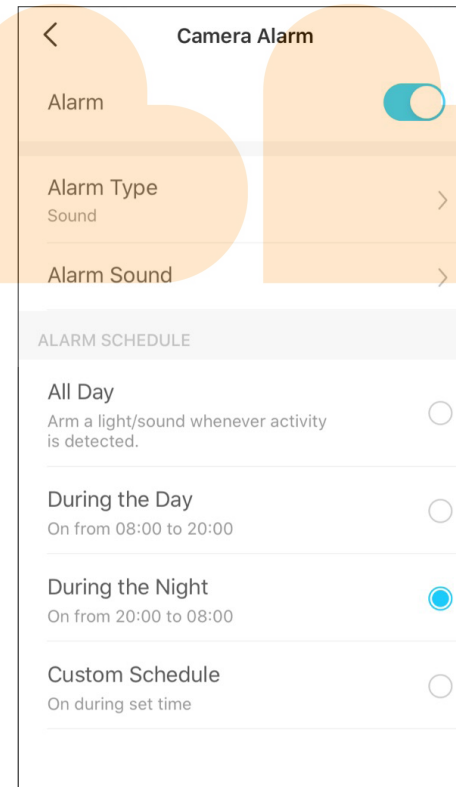 Camera Alarm
Alarm
Alarm Type
Sound
Alarm Sound
ALARM SCHEDULE
All Day
Arm a light/sound whenever activity
is detected.
During the Day
On from 08:00 to 20:00
During the Night
On from 20:00 to 08:00
Custom Schedule
On during set time